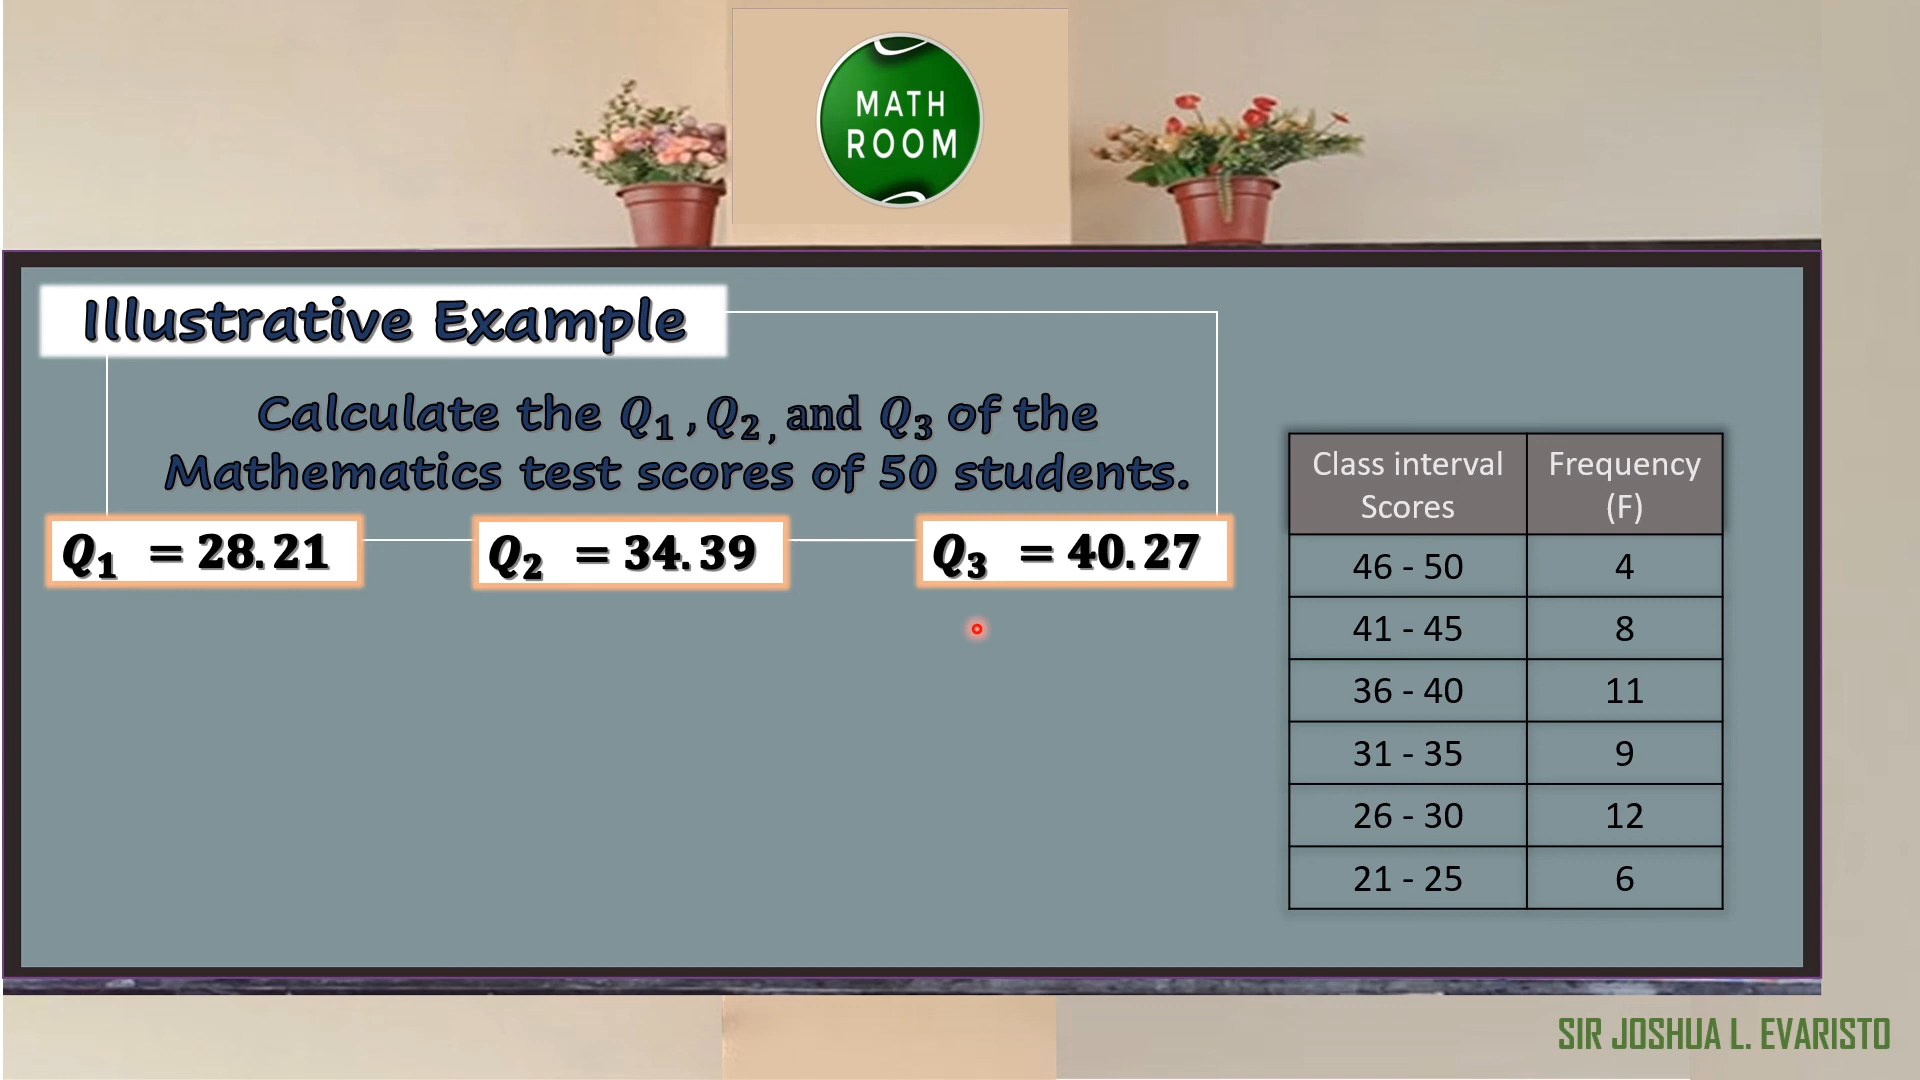 MATH
ROOM
Illustrative Example
Calculate the Q₁, Q₂, and Q₃ of the
Mathematics test scores of 50 students.
Q₁ = 28.21
Q₂ = 34.39
Q₃ = 40.27
Class interval Scores Frequency (F)
46 - 50 4
41 - 45 8
36 - 40 11
31 - 35 9
26 - 30 12
21 - 25 6
SIR JOSHUA L. EVARISTO